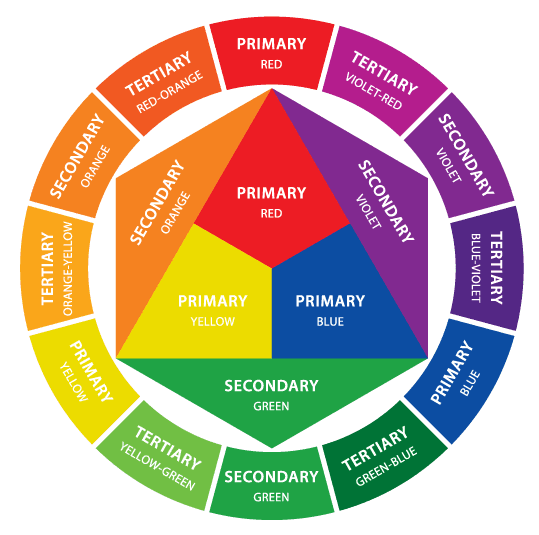 PRIMARY
RED
TERTIARY
VIOLET-RED
SECONDARY
VIOLET
TERTIARY
BLUE-VIOLET
PRIMARY
BLUE
TERTIARY
GREEN-BLUE
SECONDARY
GREEN
TERTIARY
YELLOW-GREEN
PRIMARY
YELLOW
TERTIARY
ORANGE-YELLOW
SECONDARY
ORANGE
TERTIARY
RED-ORANGE
PRIMARY
RED
SECONDARY
ORANGE
SECONDARY
VIOLET
PRIMARY
YELLOW
PRIMARY
BLUE
SECONDARY
GREEN